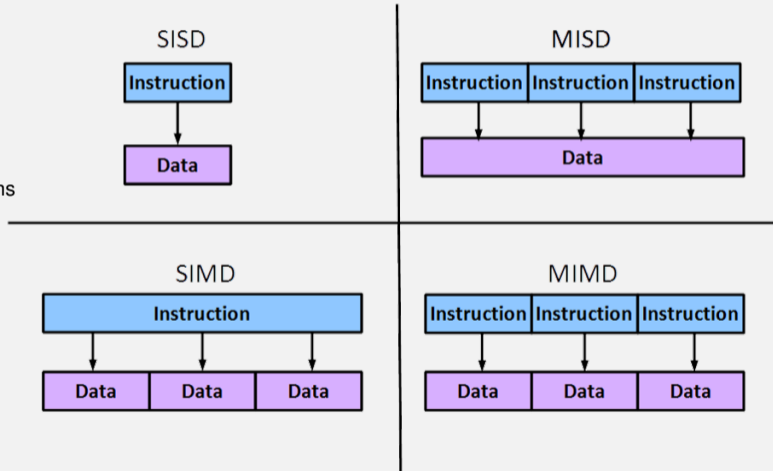 SISD
Instruction
Data
MISD
Instruction Instruction Instruction
Data
ns
SIMD
Instruction
Data Data Data
MIMD
Instruction Instruction Instruction
Data Data Data